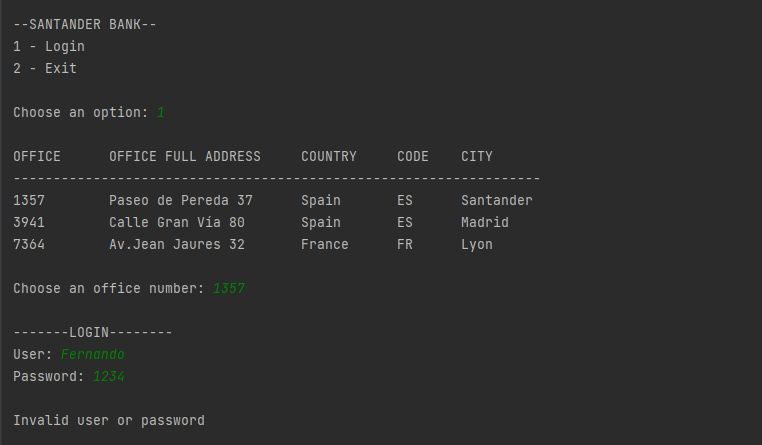 --SANTANDER BANK--
1 - Login
2 - Exit
Choose an option: 1
OFFICE      OFFICE FULL ADDRESS     COUNTRY     CODE    CITY
------------------------------------------------------------------
1357        Paseo de Pereda 37      Spain       ES      Santander
3941        Calle Gran Vía 80       Spain       ES      Madrid
7364        Av.Jean Jaures 32       France      FR      Lyon
Choose an office number: 1357
-------LOGIN--------
User: Fernando
Password: 1234
Invalid user or password